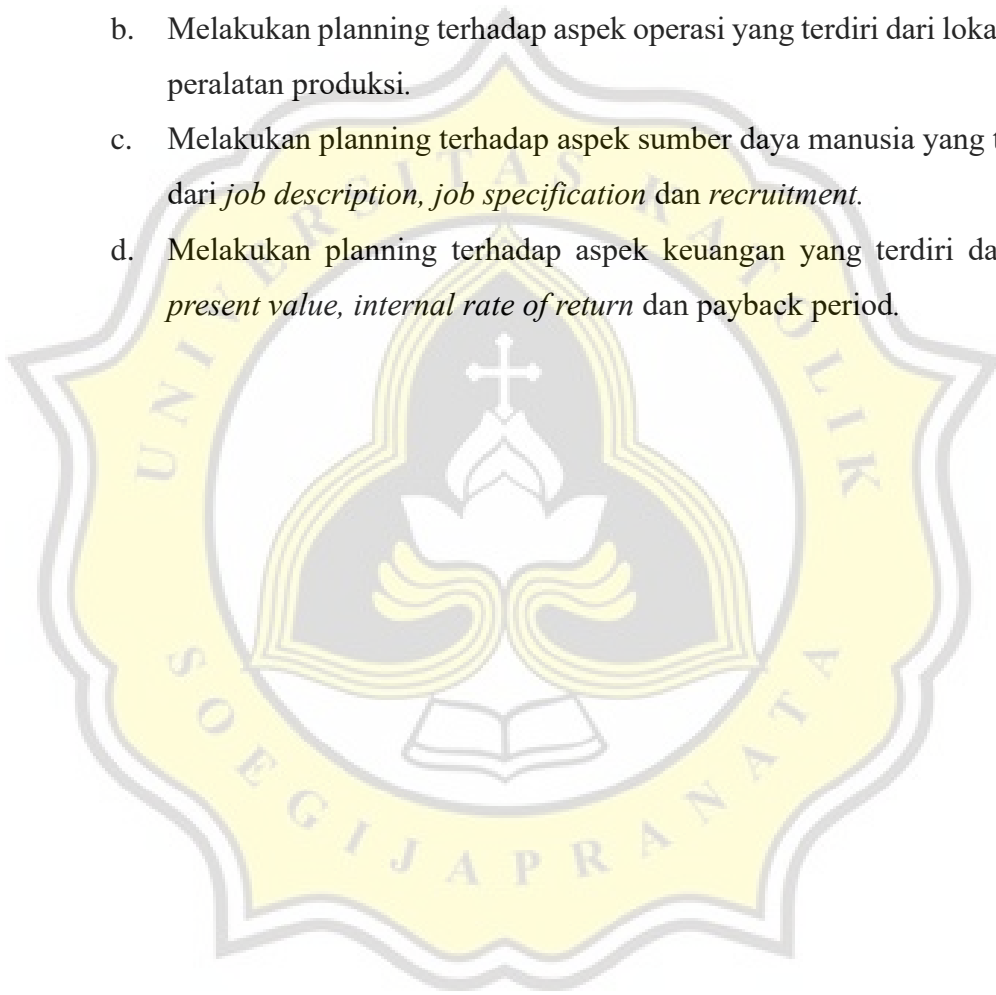 b. Melakukan planning terhadap aspek operasi yang terdiri dari
peralatan produksi.
c. Melakukan planning terhadap aspek sumber daya manusia yang
dari job description, job specification dan recruitment.
d. Melakukan planning terhadap aspek keuangan yang terdiri
present value, internal rate of return dan payback period.
UNIVERSITAS KATOLIK
SOEGIJAPRANATA